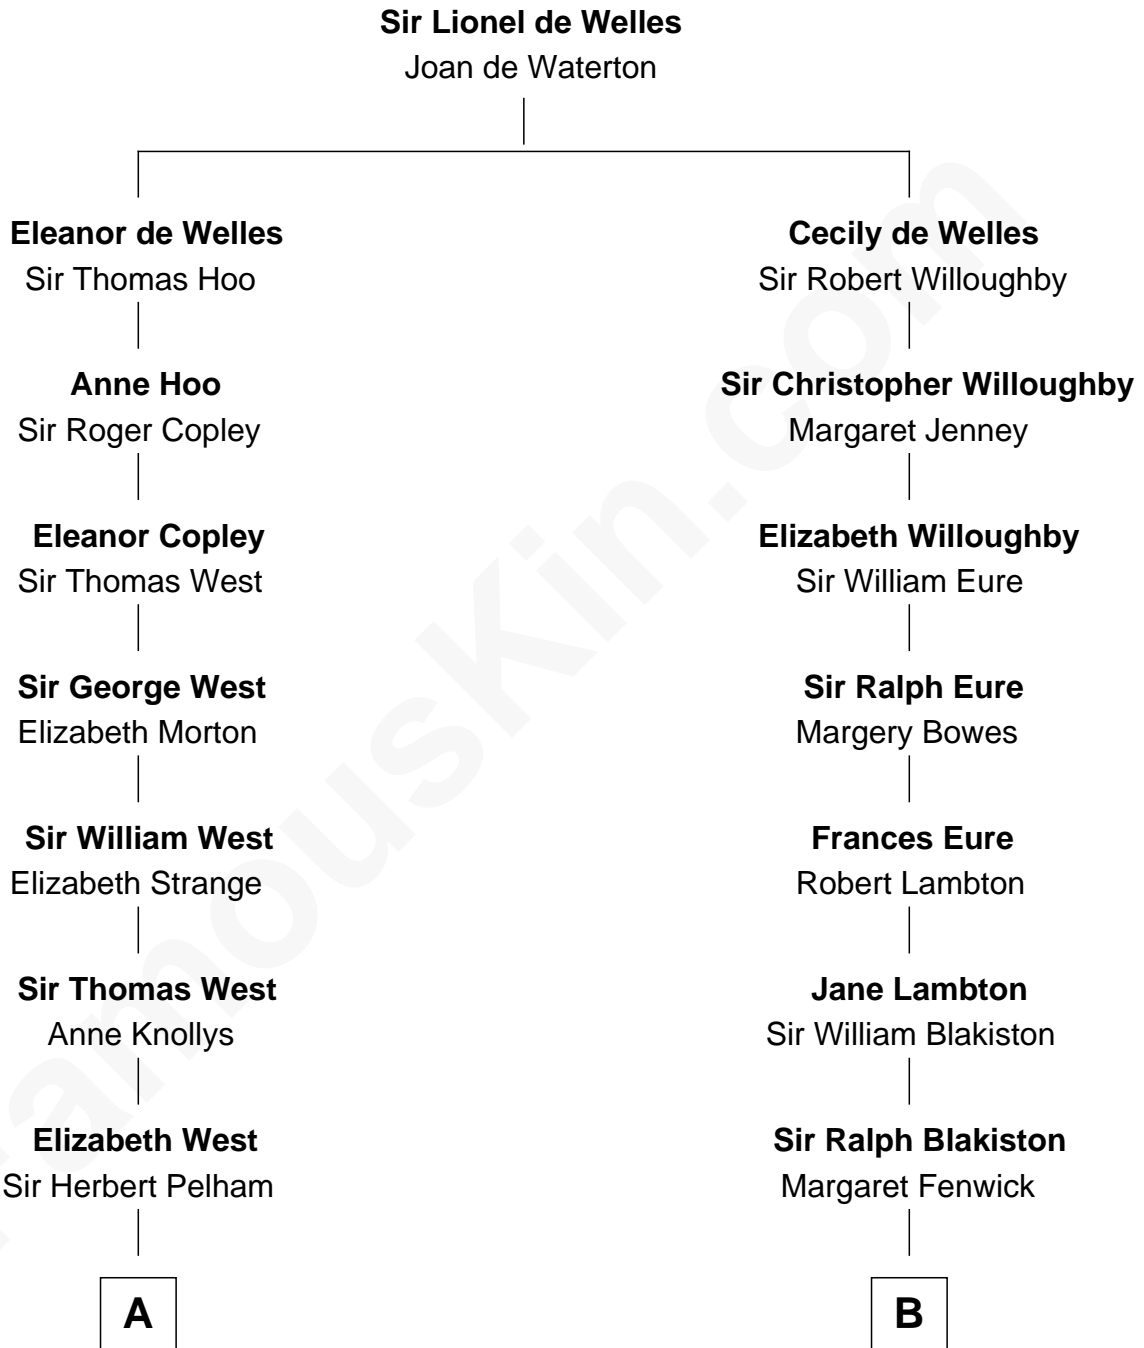 Sir Lionel de Welles
Joan de Waterton
Eleanor de Welles
Sir Thomas Hoo
Cecily de Welles
Sir Robert Willoughby
Anne Hoo
Sir Roger Copley
Sir Christopher Willoughby
Margaret Jenney
Eleanor Copley
Sir Thomas West
Elizabeth Willoughby
Sir William Eure
Sir George West
Elizabeth Morton
Sir Ralph Eure
Margery Bowes
Sir William West
Elizabeth Strange
Frances Eure
Robert Lambton
Sir Thomas West
Anne Knollys
Jane Lambton
Sir William Blakiston
Elizabeth West
Sir Herbert Pelham
Sir Ralph Blakiston
Margaret Fenwick
A
B
FamousKin.com